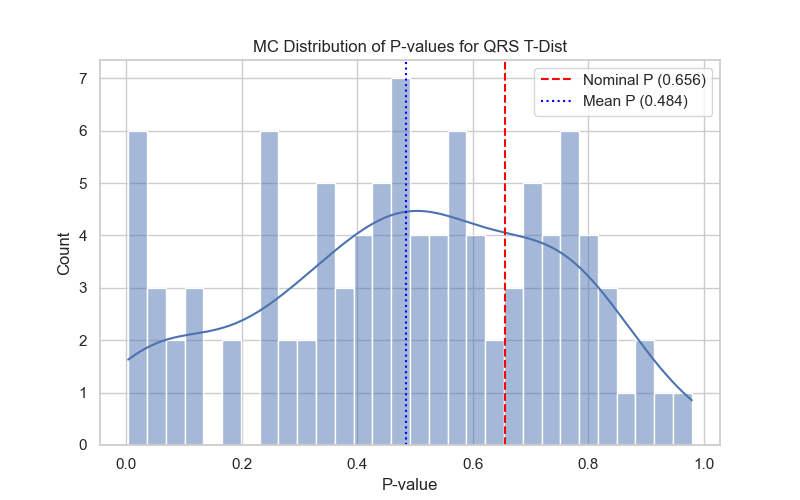 MC Distribution of P-values for QRS T-Dist
Nominal P (0.656)
Mean P (0.484)
7
6
5
4
3
2
1
0
Count
0.0 0.2 0.4 0.6 0.8 1.0
P-value